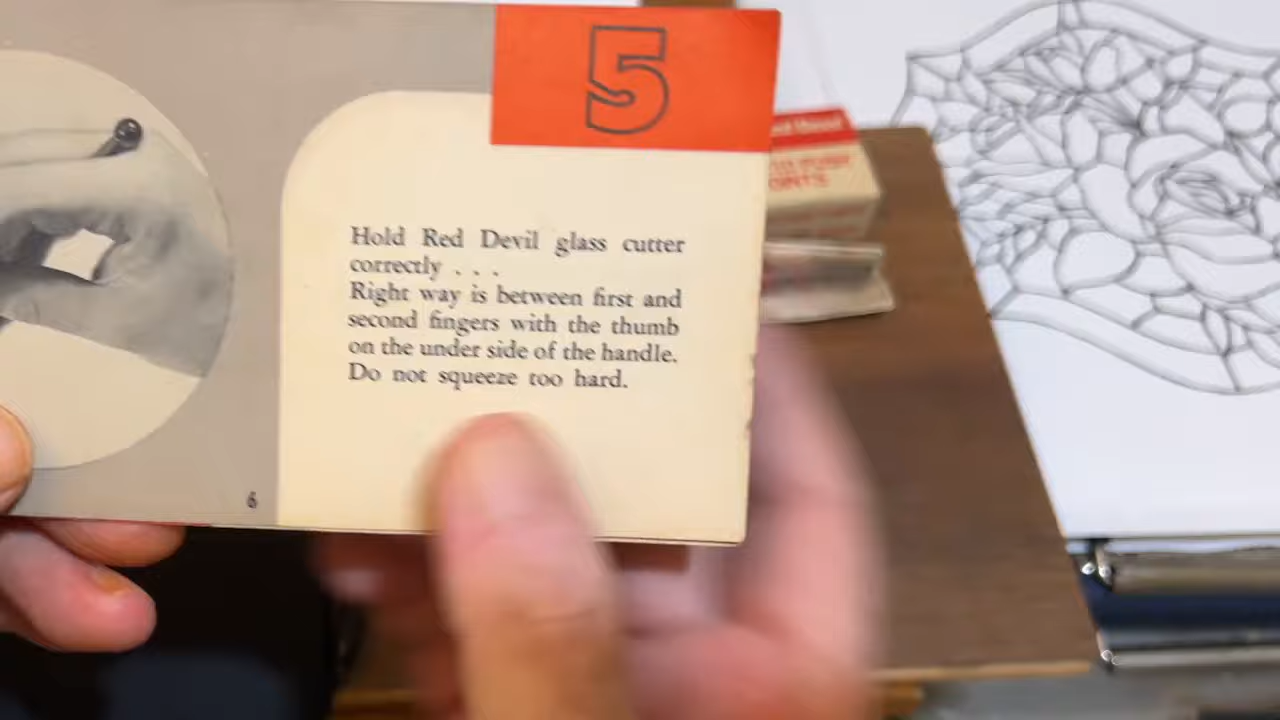 5
Hold Red Devil glass cutter
correctly . . .
Right way is between first and
second fingers with the thumb
on the under side of the handle.
Do not squeeze too hard.
6